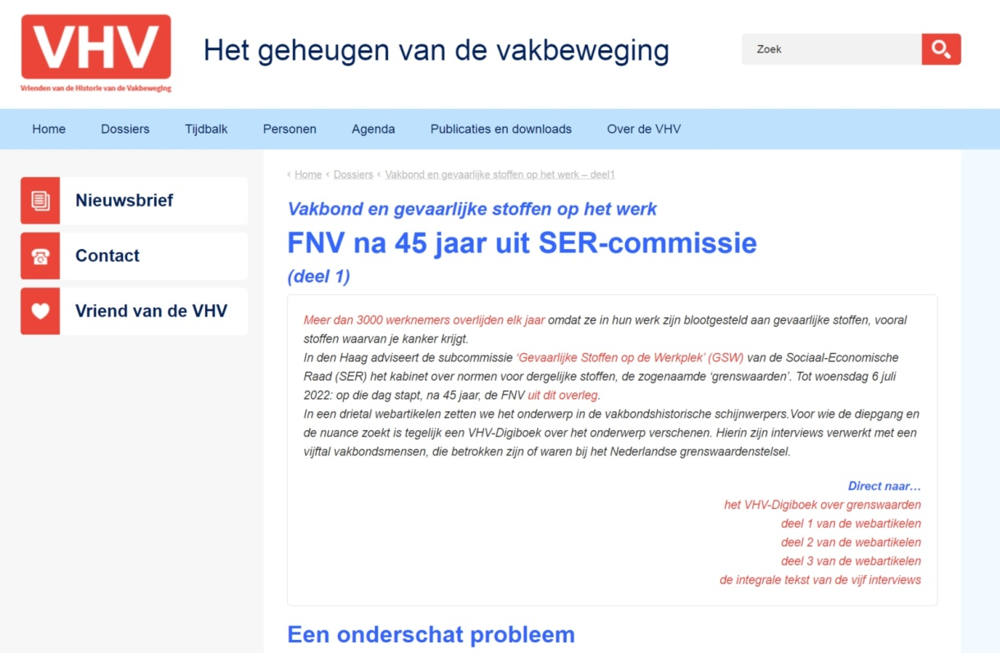 VHV
Vrienden van de Historie van de Vakbeweging
Het geheugen van de vakbeweging
Zoek
Home
Dossiers
Tijdbalk
Personen
Agenda
Publicaties en downloads
Over de VHV
Nieuwsbrief
Contact
Vriend van de VHV
‹ Home ‹ Dossiers ‹ Vakbond en gevaarlijke stoffen op het werk – deel1
Vakbond en gevaarlijke stoffen op het werk
FNV na 45 jaar uit SER-commissie
(deel 1)
Meer dan 3000 werknemers overlijden elk jaar omdat ze in hun werk zijn blootgesteld aan gevaarlijke stoffen, vooral
stoffen waarvan je kanker krijgt.
In den Haag adviseert de subcommissie ‘Gevaarlijke Stoffen op de Werkplek’ (GSW) van de Sociaal-Economische
Raad (SER) het kabinet over normen voor dergelijke stoffen, de zogenaamde ‘grenswaarden’. Tot woensdag 6 juli
2022: op die dag stapt, na 45 jaar, de FNV uit dit overleg.
In een drietal webartikelen zetten we het onderwerp in de vakbondshistorische schijnwerpers.Voor wie de diepgang en
de nuance zoekt is tegelijk een VHV-Digiboek over het onderwerp verschenen. Hierin zijn interviews verwerkt met een
vijftal vakbondsmensen, die betrokken zijn of waren bij het Nederlandse grenswaardenstelsel.
Direct naar…
het VHV-Digiboek over grenswaarden
deel 1 van de webartikelen
deel 2 van de webartikelen
deel 3 van de webartikelen
de integrale tekst van de vijf interviews
Een onderschat probleem